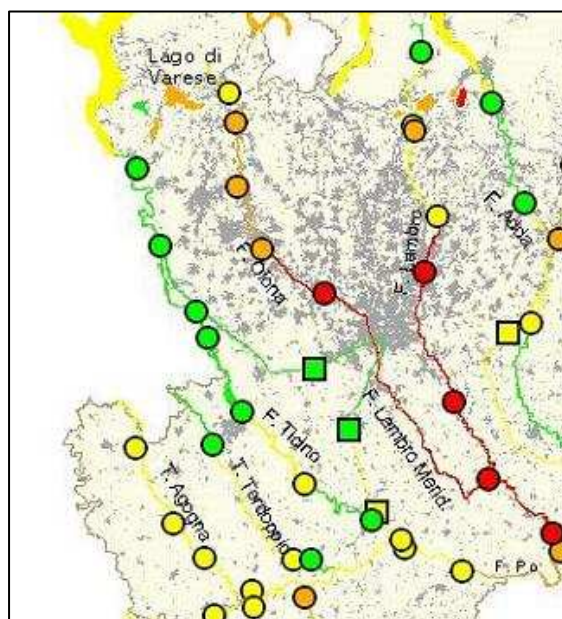 Lago di
Varese
F. Adda
F. Lambro
F. Olona
F. Lambro Merid.
F. Ticino
T. Agogna
T. Terdoppio
F. Po